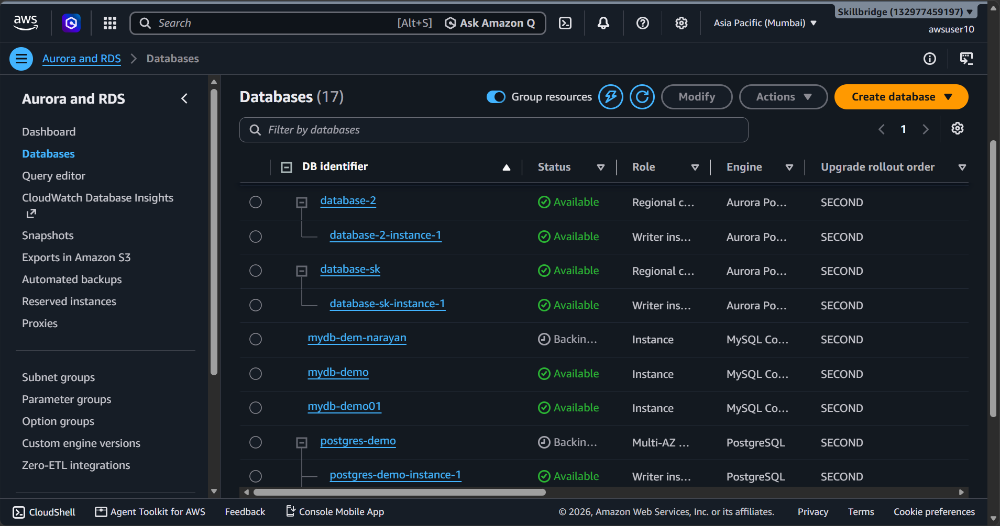 aws
Search [Alt+S] Ask Amazon Q
Asia Pacific (Mumbai)
Skillbridge (132977459197)
awsuser10
Aurora and RDS > Databases
Aurora and RDS
Dashboard
Databases
Query editor
CloudWatch Database Insights
Snapshots
Exports in Amazon S3
Automated backups
Reserved instances
Proxies
Subnet groups
Parameter groups
Option groups
Custom engine versions
Zero-ETL integrations
Databases (17)
Group resources Modify Actions Create database
Filter by databases 1
DB identifier Status Role Engine Upgrade rollout order
database-2 Available Regional c... Aurora Po... SECOND
database-2-instance-1 Available Writer ins... Aurora Po... SECOND
database-sk Available Regional c... Aurora Po... SECOND
database-sk-instance-1 Available Writer ins... Aurora Po... SECOND
mydb-dem-narayan Backin... Instance MySQL Co... SECOND
mydb-demo Available Instance MySQL Co... SECOND
mydb-demo01 Available Instance MySQL Co... SECOND
postgres-demo Backin... Multi-AZ ... PostgreSQL SECOND
postgres-demo-instance-1 Available Writer ins... PostgreSQL SECOND
CloudShell Agent Toolkit for AWS Feedback Console Mobile App © 2026, Amazon Web Services, Inc. or its affiliates. Privacy Terms Cookie preferences